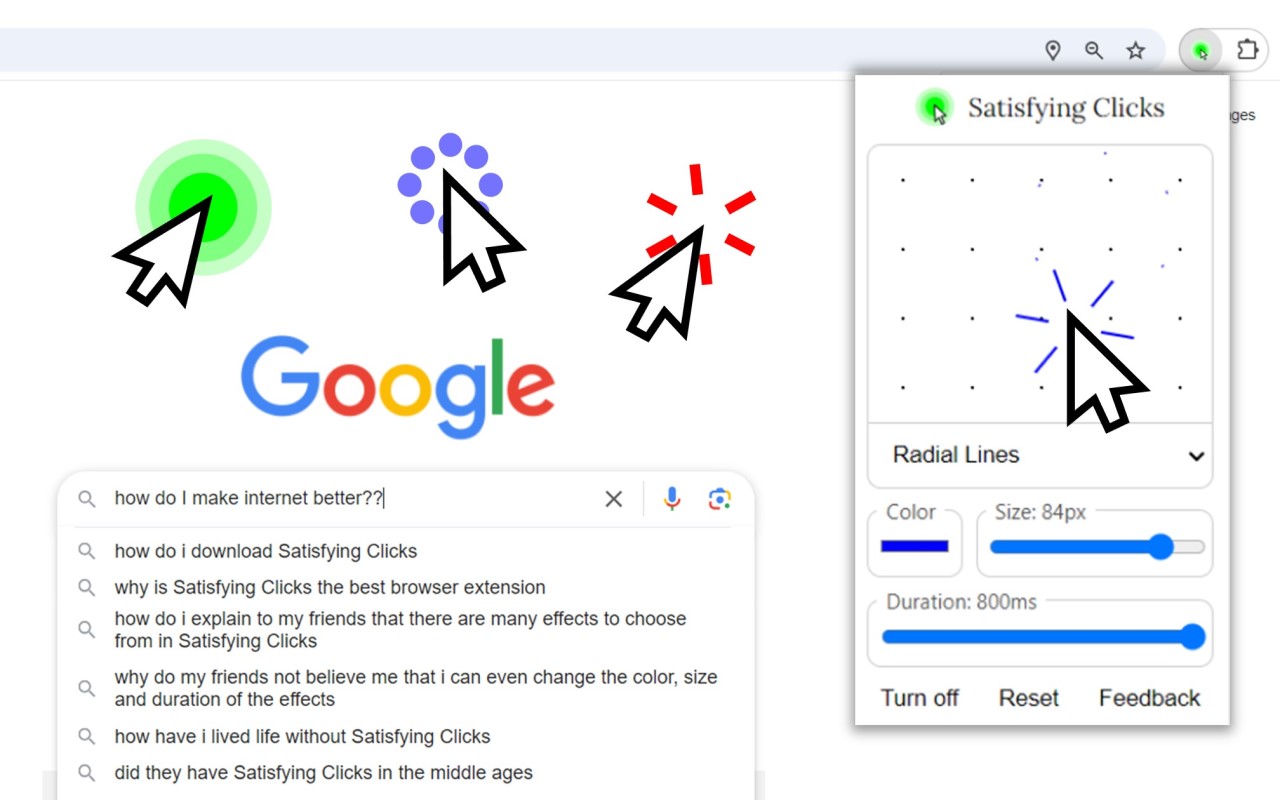 Satisfying Clicks
Google
how do I make internet better??
how do i download Satisfying Clicks
why is Satisfying Clicks the best browser extension
how do i explain to my friends that there are many effects to choose
from in Satisfying Clicks
why do my friends not believe me that i can even change the color, size
and duration of the effects
how have i lived life without Satisfying Clicks
did they have Satisfying Clicks in the middle ages
Radial Lines
Color
Size: 84px
Duration: 800ms
Turn off
Reset
Feedback